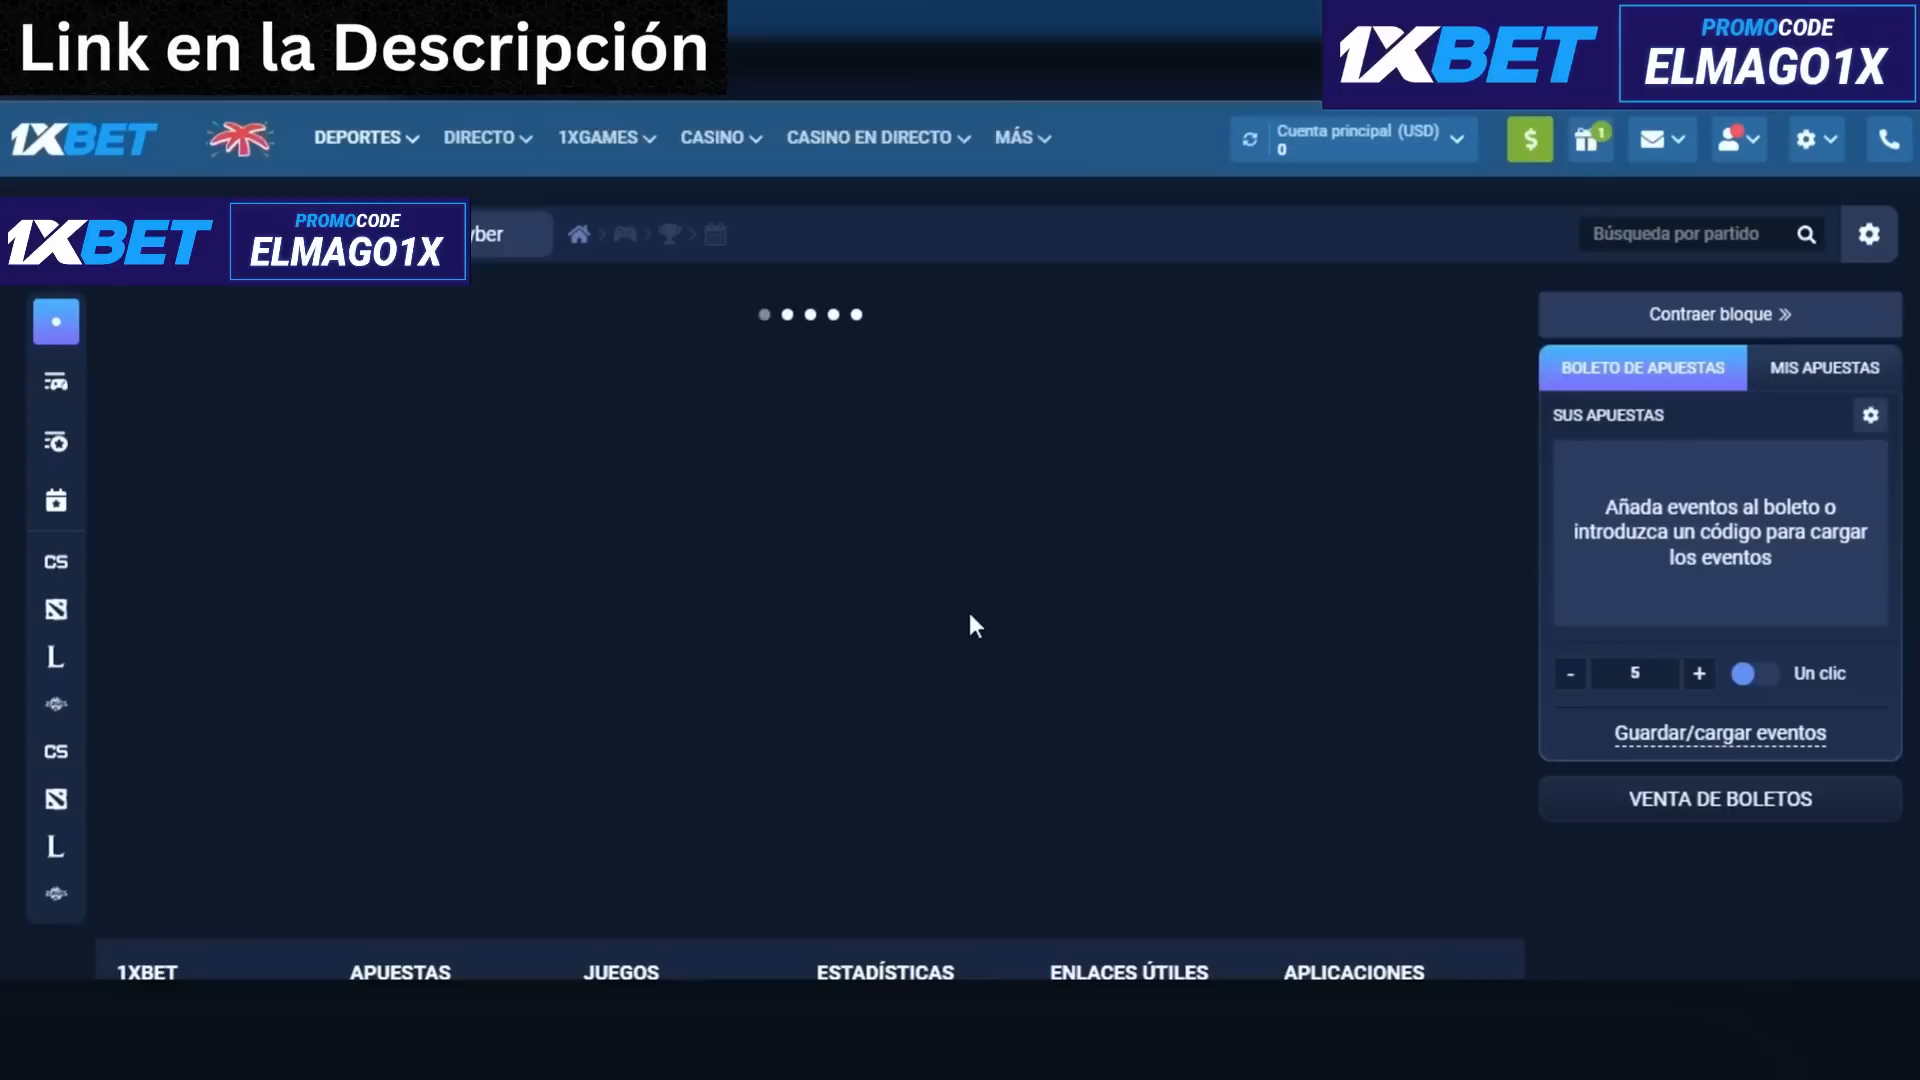 Link en la Descripción
1XBET
PROMOCODE
ELMAGO1X
1XBET
DEPORTES
DIRECTO
1XGAMES
CASINO
CASINO EN DIRECTO
MÁS
Cuenta principal (USD)
0
$
1
1XBET
PROMOCODE
ELMAGO1X
yber
Búsqueda por partido
Contraer bloque
BOLETO DE APUESTAS
MIS APUESTAS
SUS APUESTAS
Añada eventos al boleto o
introduzca un código para cargar
los eventos
CS
L
CS
L
- 5 +
Un clic
Guardar/cargar eventos
VENTA DE BOLETOS
1XBET
APUESTAS
JUEGOS
ESTADÍSTICAS
ENLACES ÚTILES
APLICACIONES